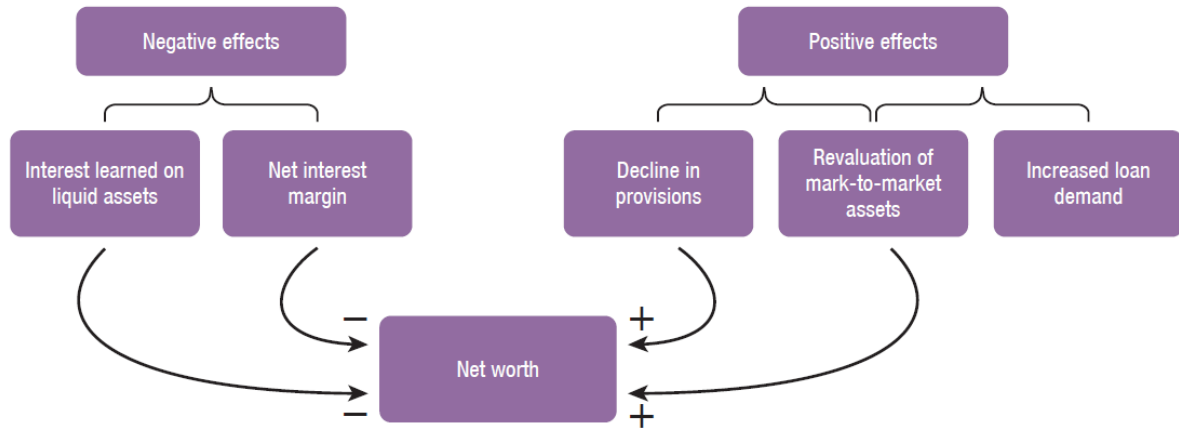 Negative effects
Positive effects
Interest learned on
liquid assets
Net interest
margin
Decline in
provisions
Revaluation of
mark-to-market
assets
Increased loan
demand
−
+
Net worth
−
+